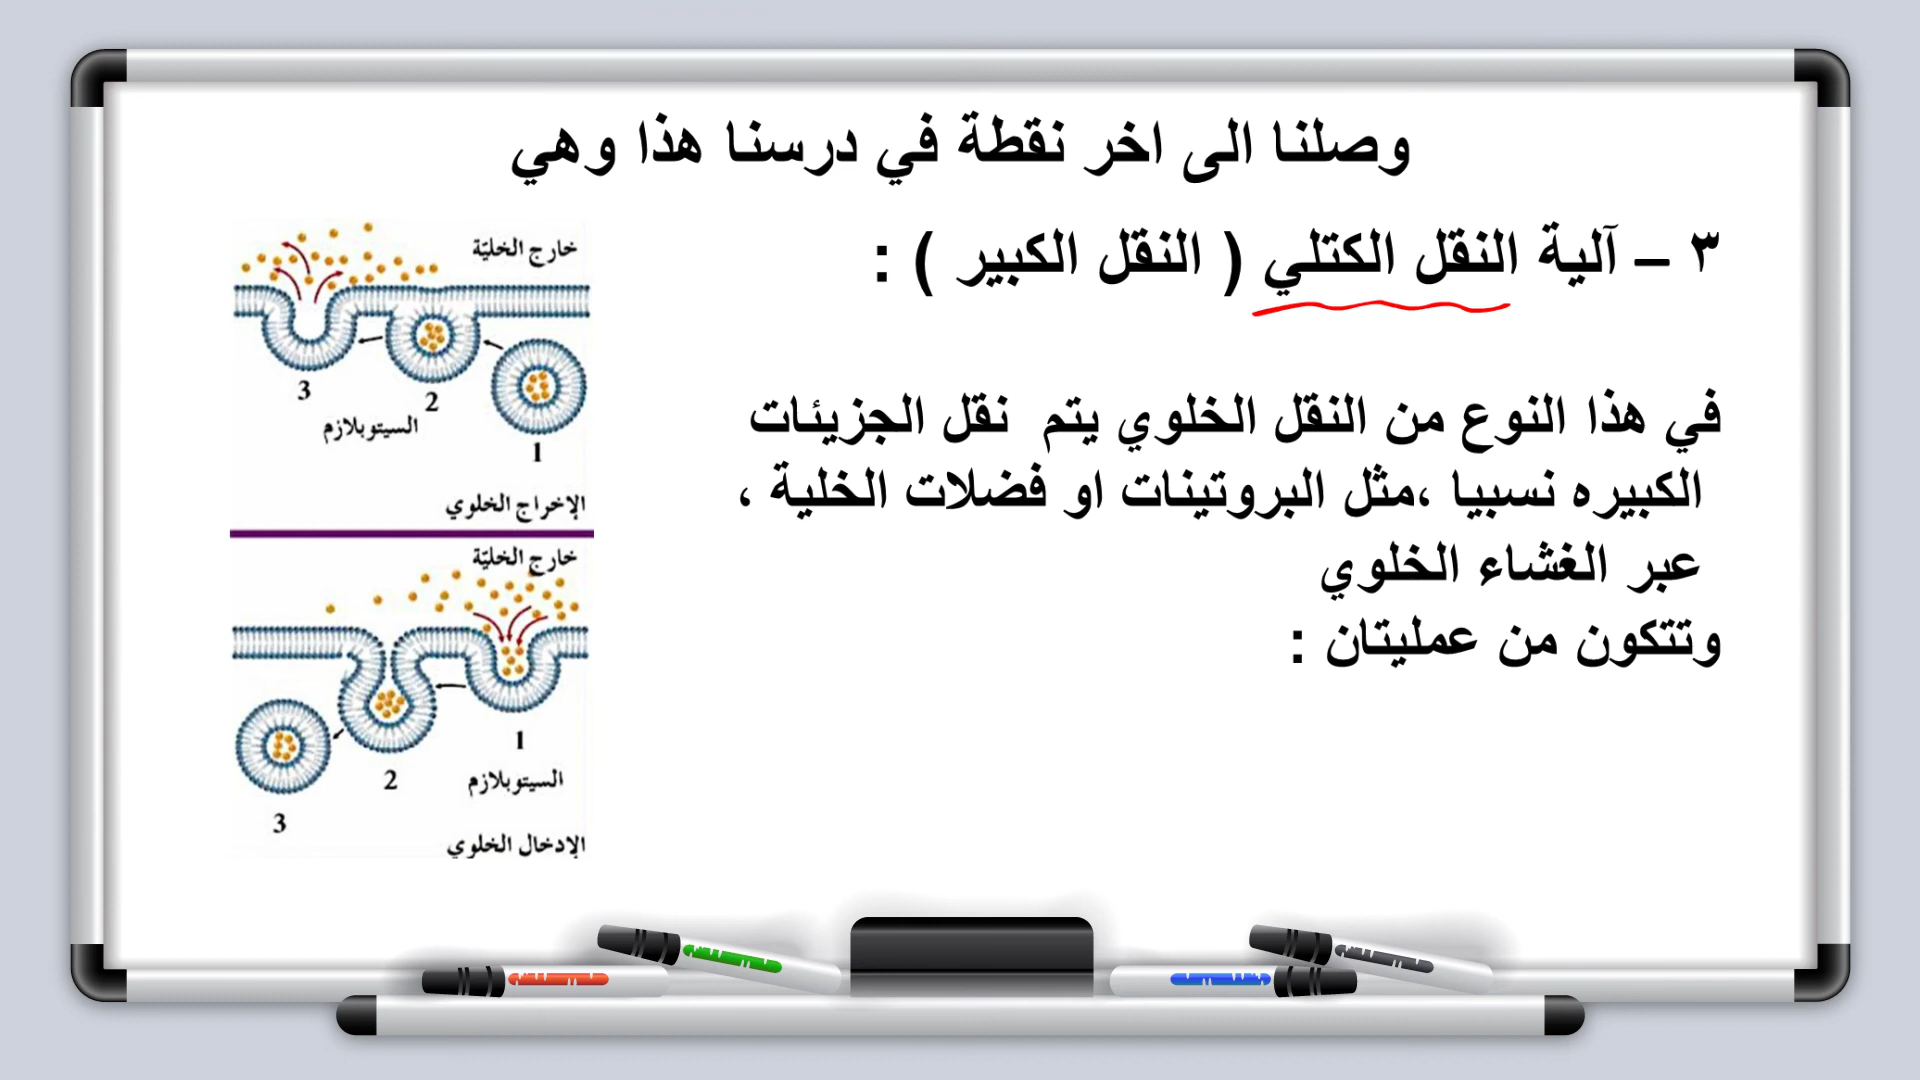 وصلنا الى اخر نقطة في درسنا هذا وهي
٣ – آلية النقل الكتلي ( النقل الكبير ) :
في هذا النوع من النقل الخلوي يتم نقل الجزيئات
الكبيره نسبيا ،مثل البروتينات او فضلات الخلية ،
عبر الغشاء الخلوي
وتتكون من عمليتان :
خارج الخليّة
3
2
1
السيتوبلازم
الإخراج الخلوي
خارج الخليّة
1
2
3
السيتوبلازم
الإدخال الخلوي